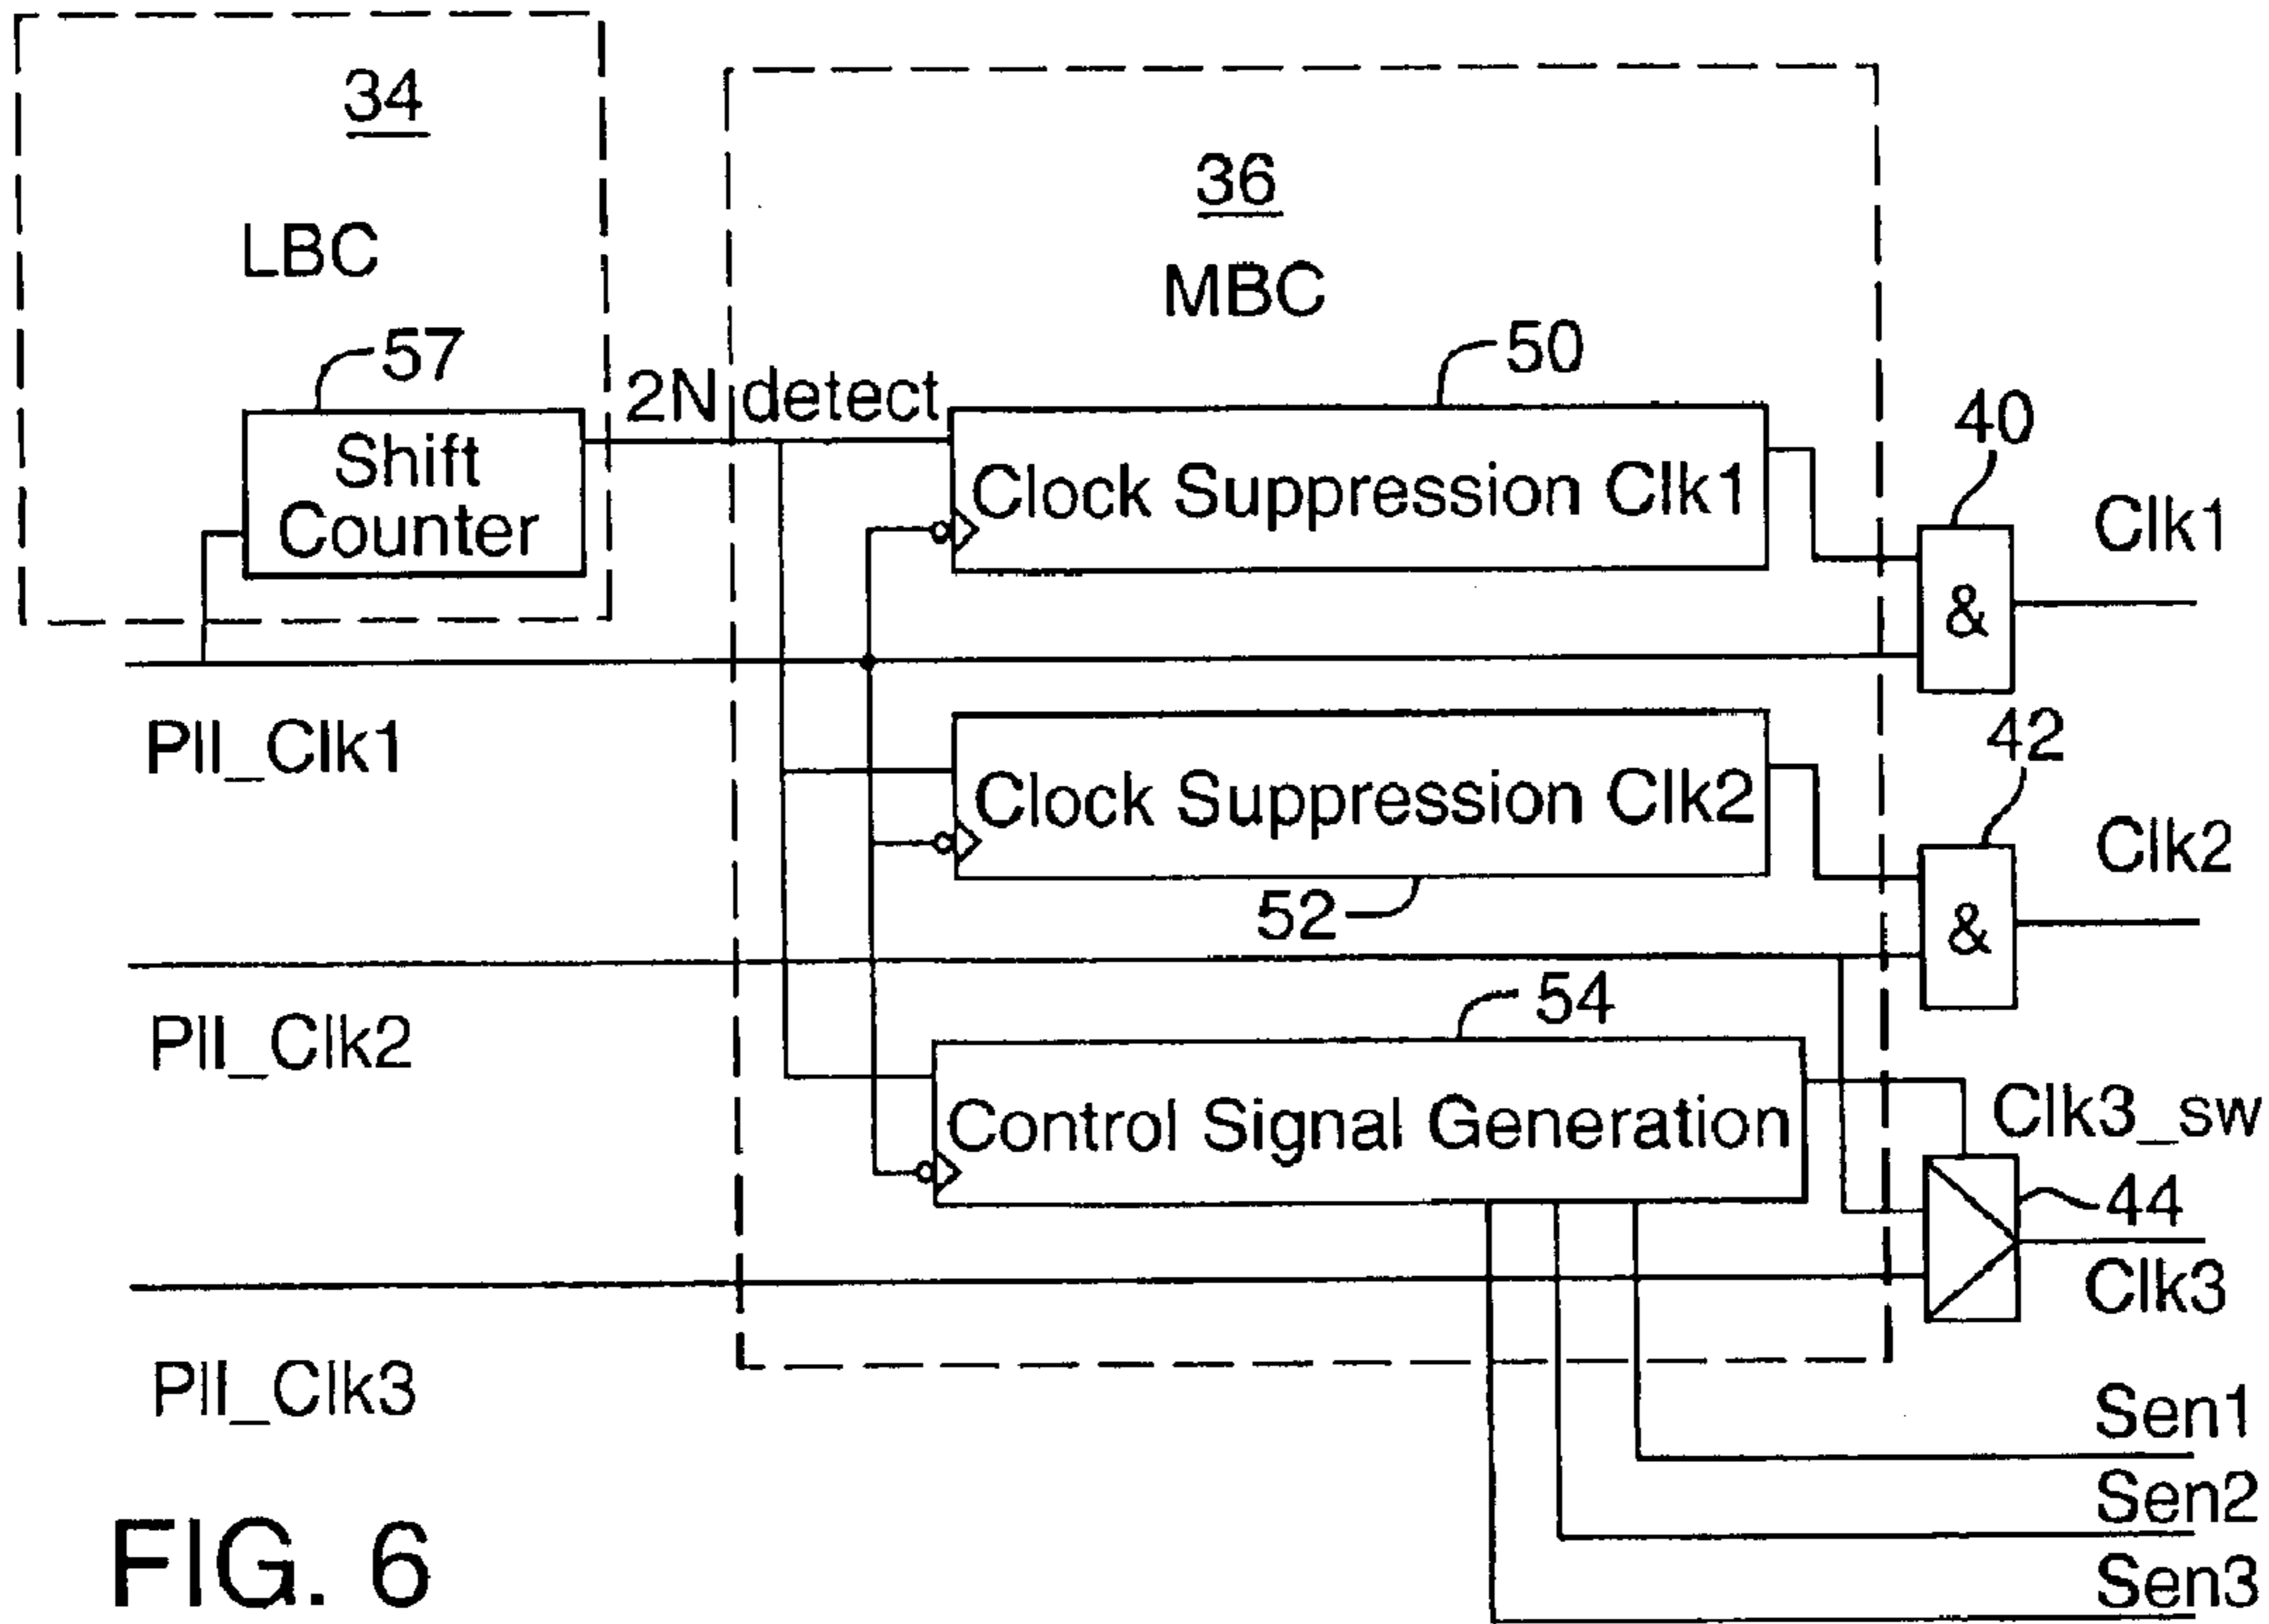 34
LBC
57
Shift
Counter
2N detect
36
MBC
50
Clock Suppression Clk1
40
&
Clk1
Pll_Clk1
Clock Suppression Clk2
52
42
&
Clk2
Pll_Clk2
54
Control Signal Generation
Clk3_sw
44
Clk3
Pll_Clk3
Sen1
Sen2
Sen3
FIG. 6